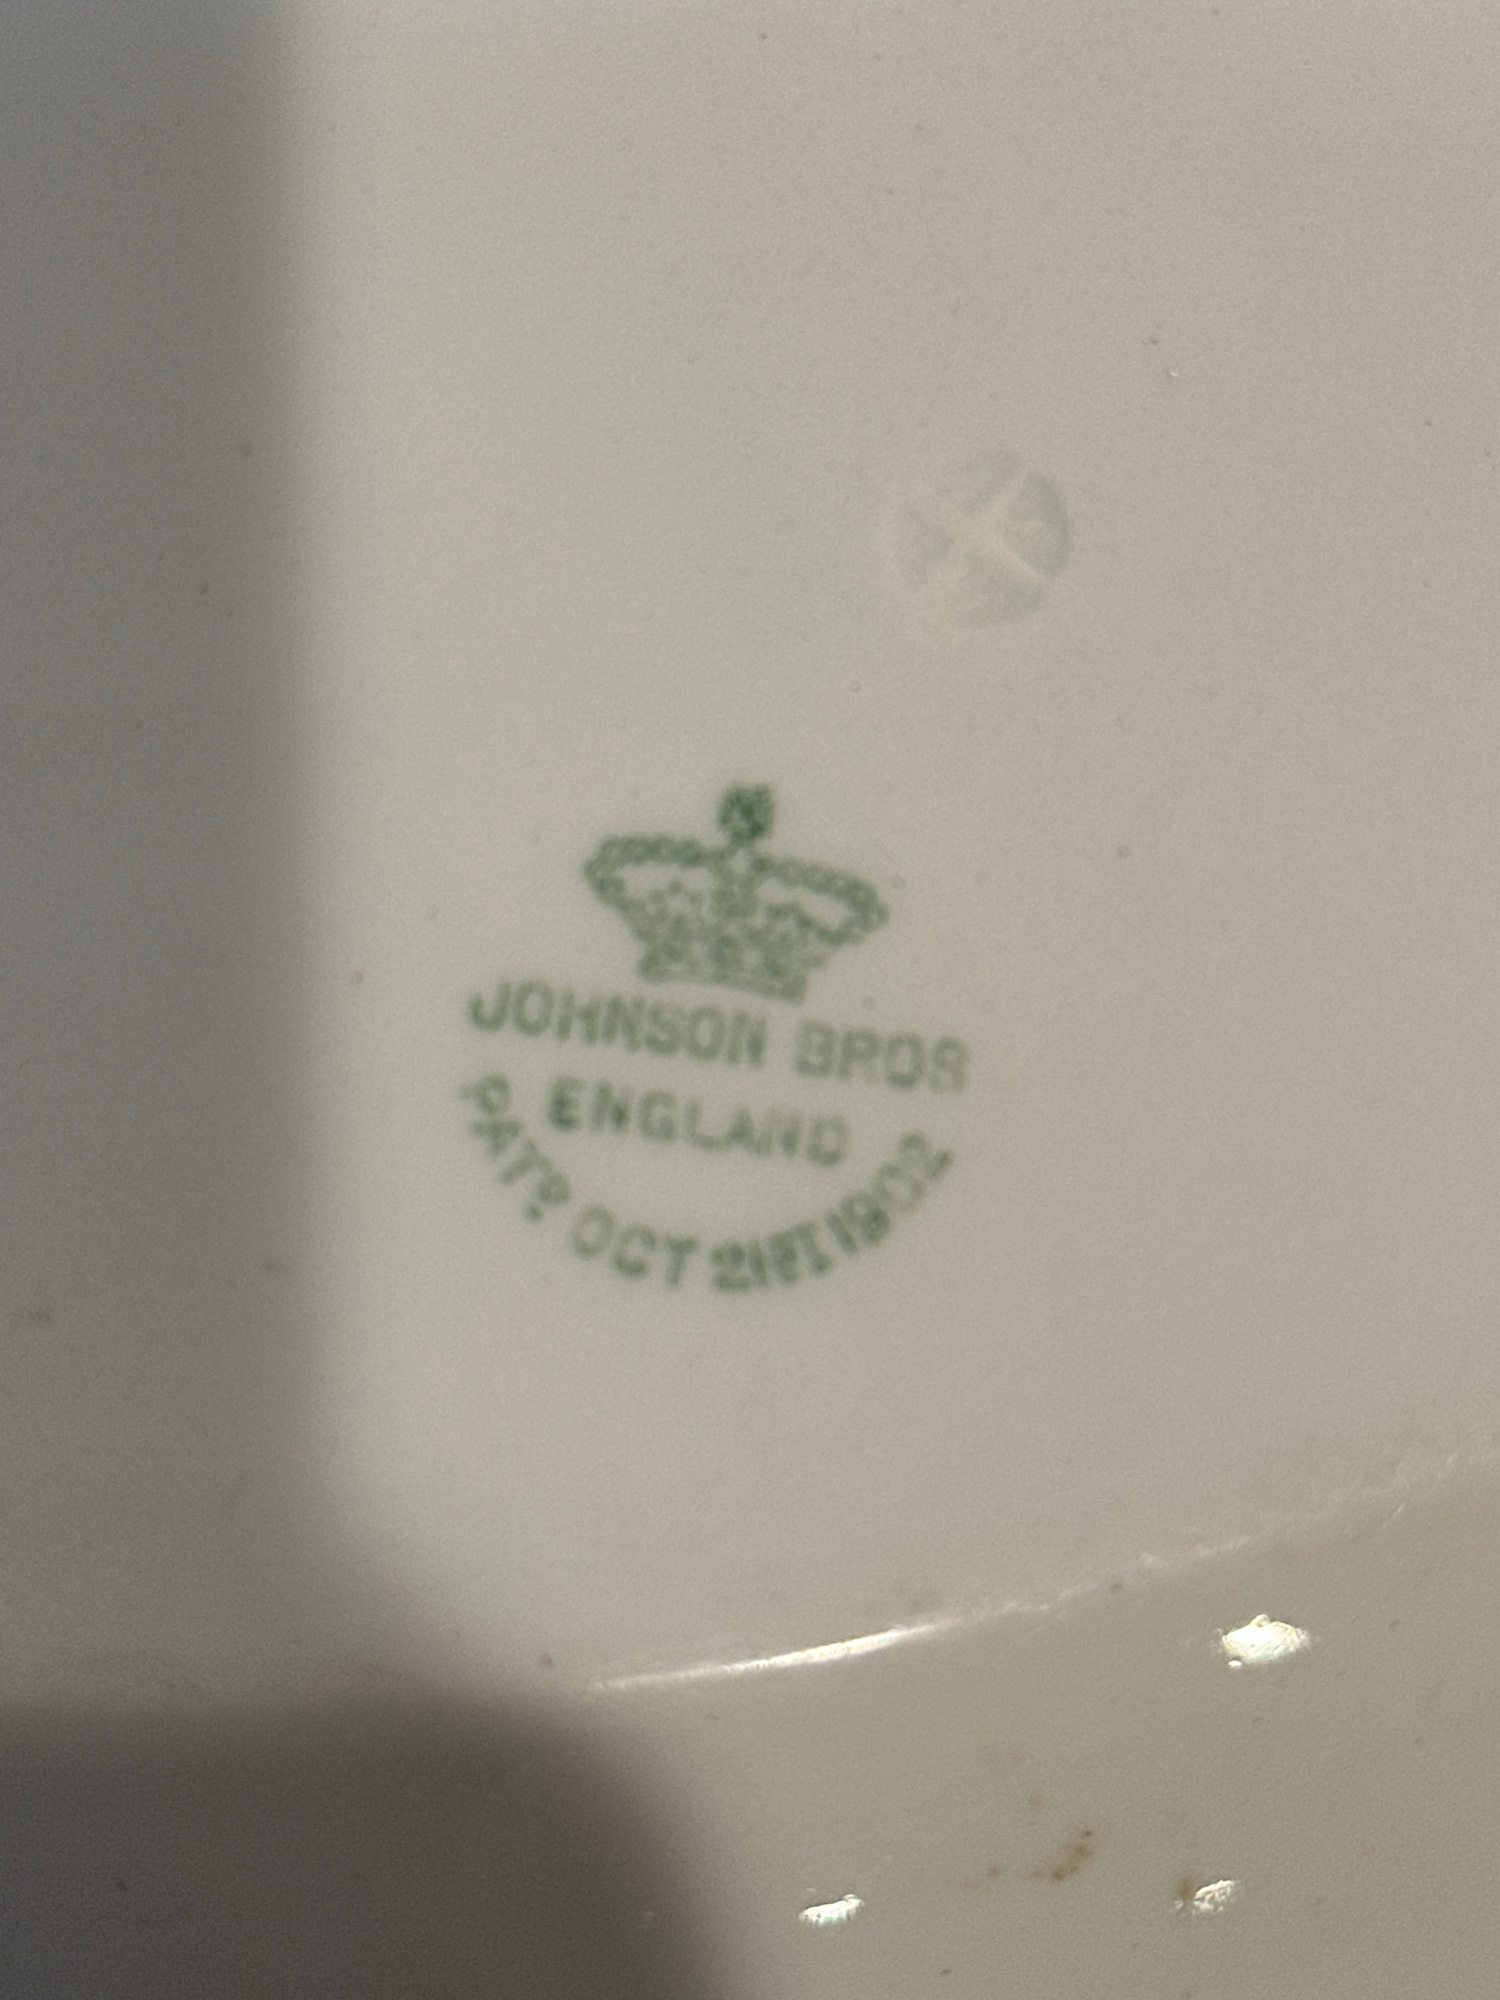 JOHNSON BROS
ENGLAND
PATD OCT 21ST 1902